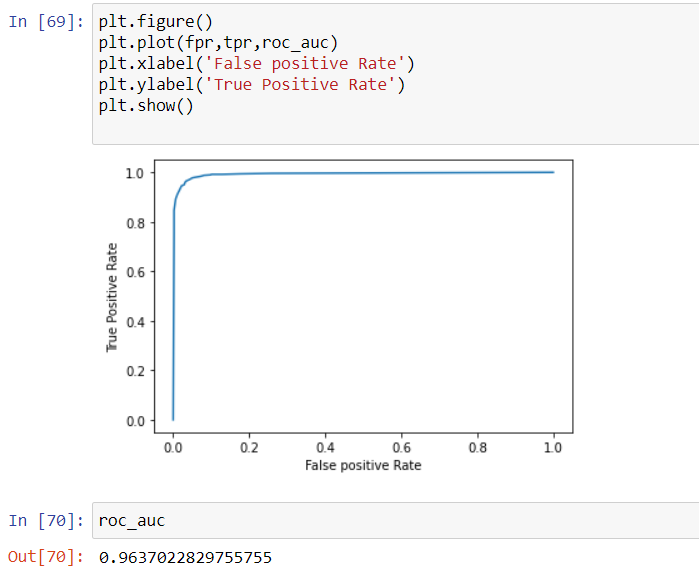 In [69]: plt.figure()
plt.plot(fpr,tpr,roc_auc)
plt.xlabel('False positive Rate')
plt.ylabel('True Positive Rate')
plt.show()
1.0
0.8
0.6
0.4
0.2
0.0
True Positive Rate
0.0 0.2 0.4 0.6 0.8 1.0
False positive Rate
In [70]: roc_auc
Out[70]: 0.9637022829755755